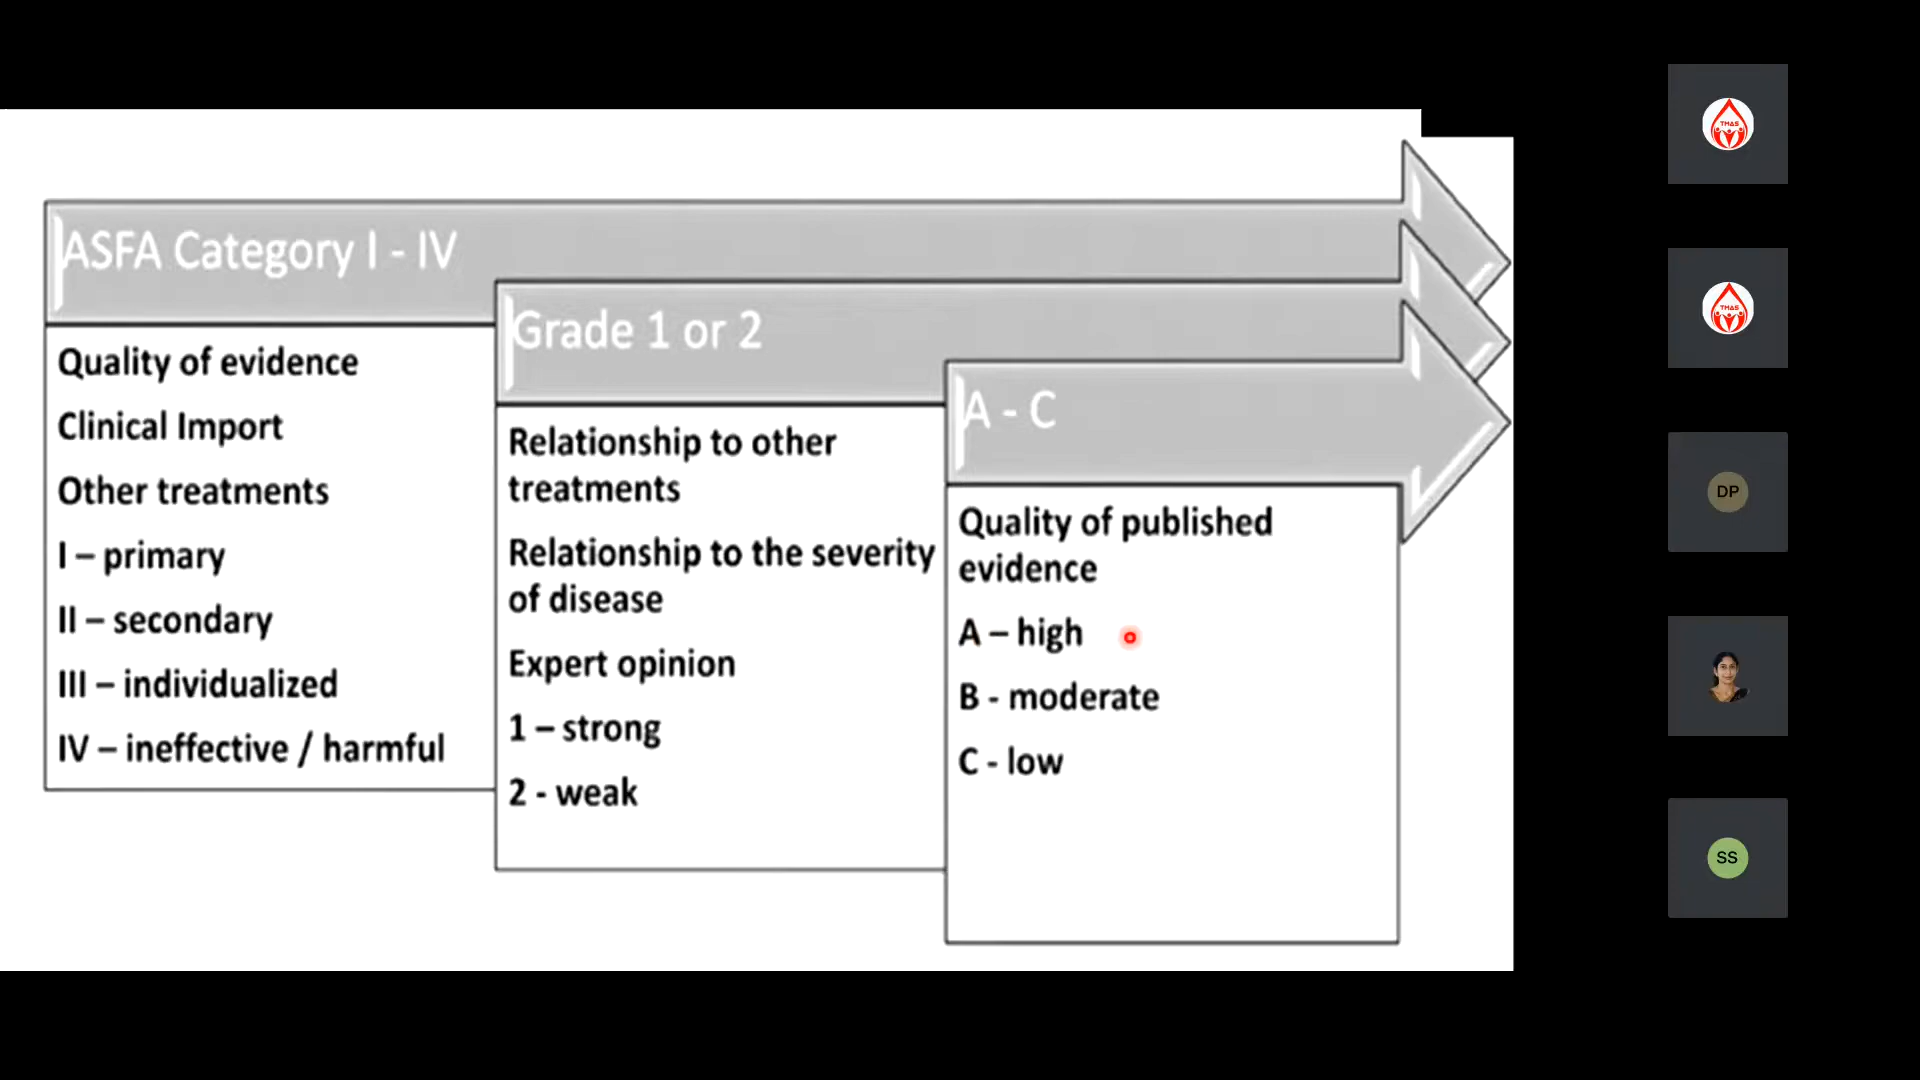 ASFA Category I - IV
Quality of evidence
Clinical Import
Other treatments
I – primary
II – secondary
III – individualized
IV – ineffective / harmful
Grade 1 or 2
Relationship to other
treatments
Relationship to the severity
of disease
Expert opinion
1 – strong
2 - weak
A - C
Quality of published
evidence
A – high
B - moderate
C - low
TMAS
TMAS
DP
SS